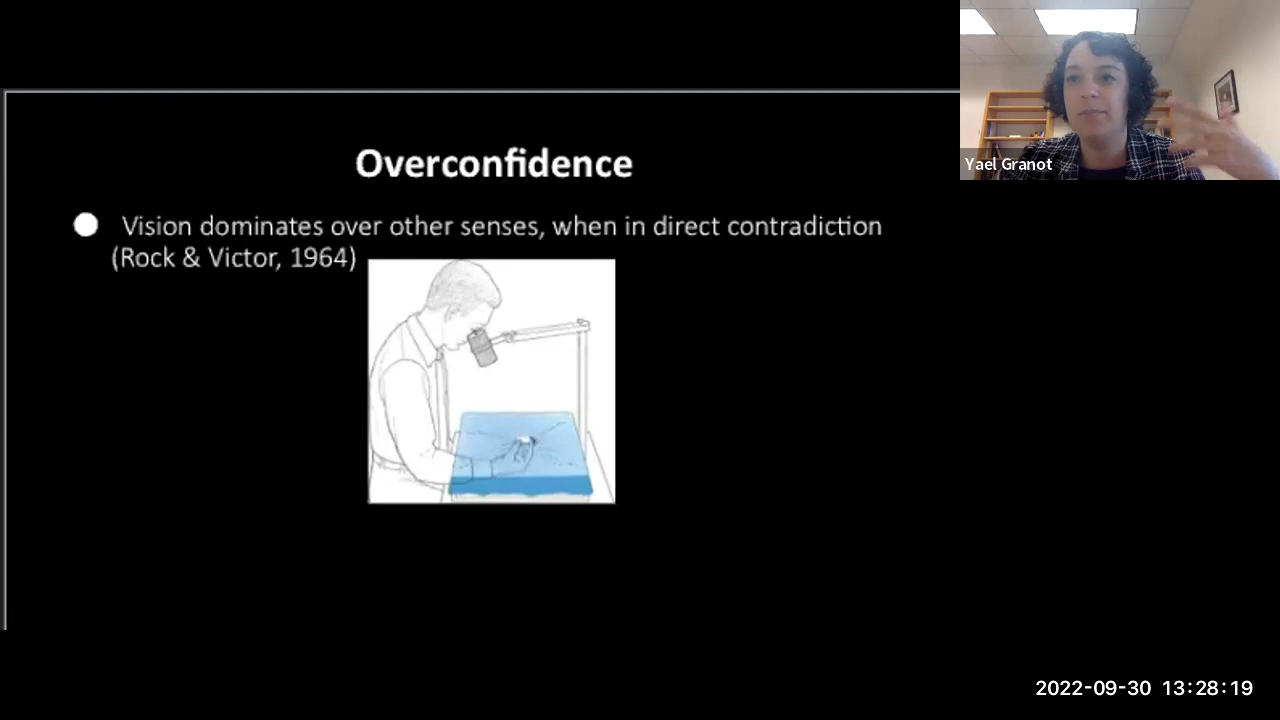 Yael Granot
Overconfidence
Vision dominates over other senses, when in direct contradiction
(Rock & Victor, 1964)
2022-09-30 13:28:19